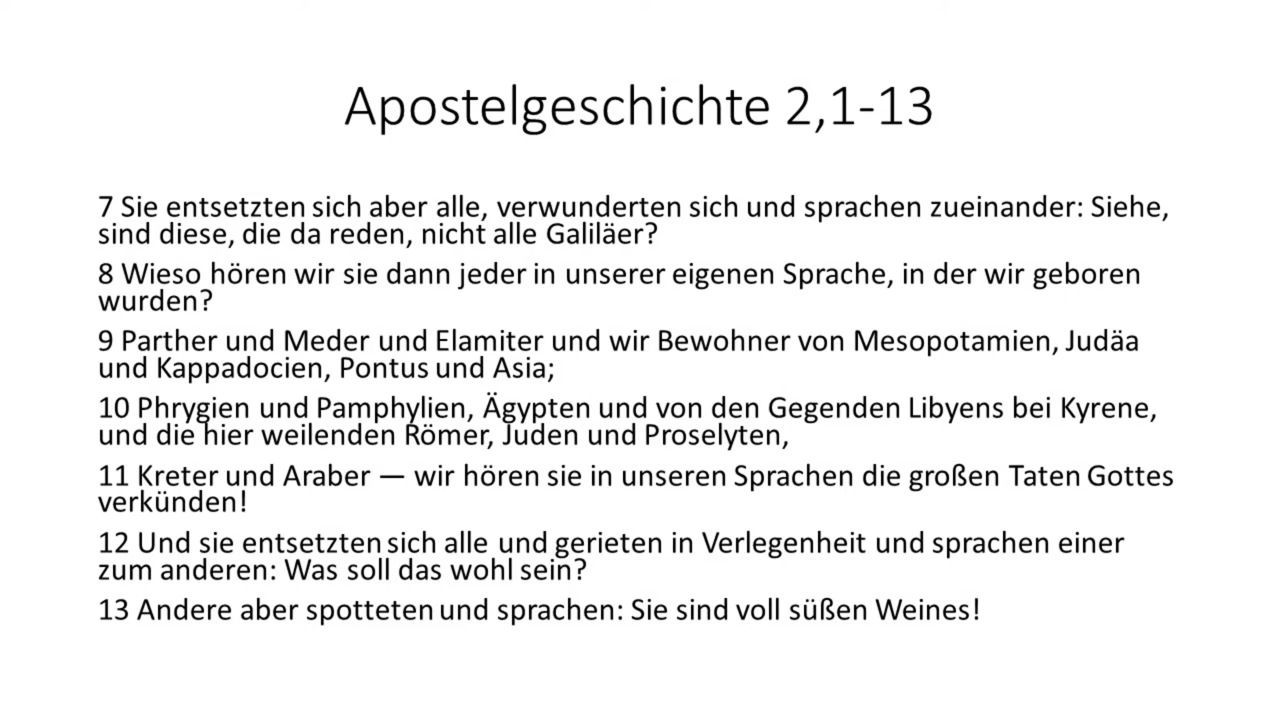 Apostelgeschichte 2,1-13
7 Sie entsetzten sich aber alle, verwunderten sich und sprachen zueinander: Siehe,
sind diese, die da reden, nicht alle Galiläer?
8 Wieso hören wir sie dann jeder in unserer eigenen Sprache, in der wir geboren
wurden?
9 Parther und Meder und Elamiter und wir Bewohner von Mesopotamien, Judäa
und Kappadocien, Pontus und Asia;
10 Phrygien und Pamphylien, Ägypten und von den Gegenden Libyens bei Kyrene,
und die hier weilenden Römer, Juden und Proselyten,
11 Kreter und Araber — wir hören sie in unseren Sprachen die großen Taten Gottes
verkünden!
12 Und sie entsetzten sich alle und gerieten in Verlegenheit und sprachen einer
zum anderen: Was soll das wohl sein?
13 Andere aber spotteten und sprachen: Sie sind voll süßen Weines!